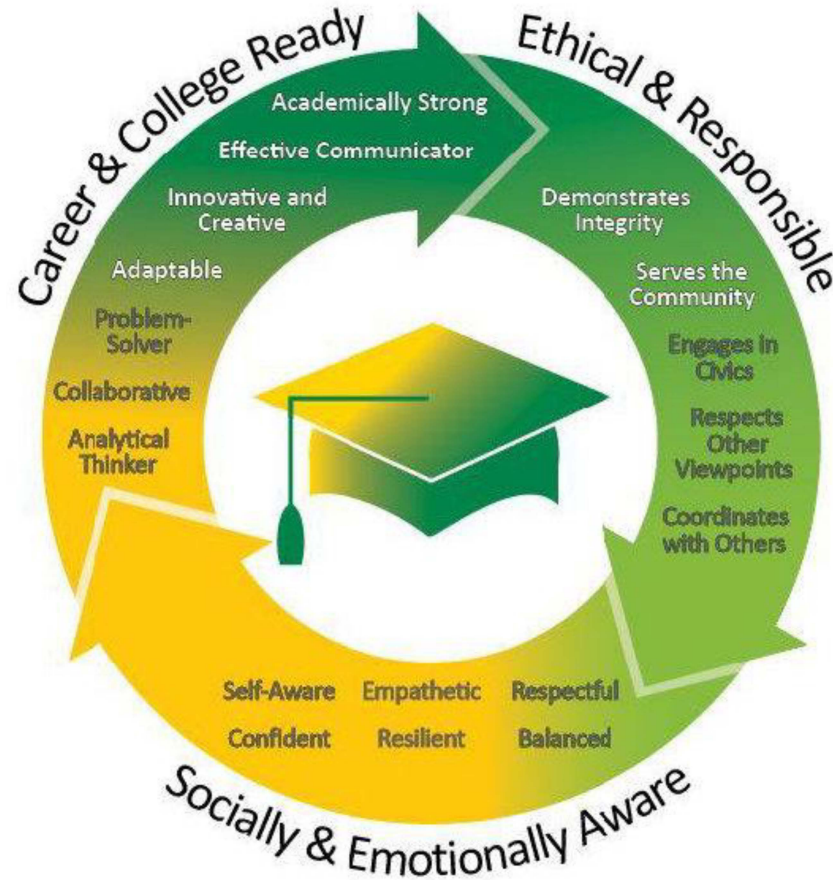 Career & College Ready
Academically Strong
Effective Communicator
Innovative and
Creative
Adaptable
Problem-
Solver
Collaborative
Analytical
Thinker
Ethical & Responsible
Demonstrates
Integrity
Serves the
Community
Engages in
Civics
Respects
Other
Viewpoints
Coordinates
with Others
Self-Aware Empathetic Respectful
Confident Resilient Balanced
Socially & Emotionally Aware